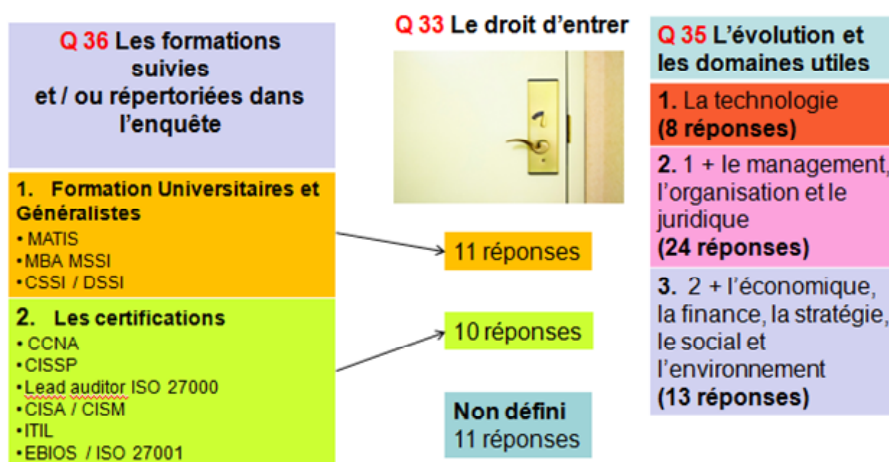 Q 36 Les formations
suivies
et / ou répertoriées dans
l'enquête
1. Formation Universitaires et
Généralistes
• MATIS
• MBA MSSI
• CSSI / DSSI
2. Les certifications
• CCNA
• CISSP
• Lead auditor ISO 27000
• CISA / CISM
• ITIL
• EBIOS / ISO 27001
Q 33 Le droit d'entrer
11 réponses
10 réponses
Non défini
11 réponses
Q 35 L'évolution et
les domaines utiles
1. La technologie
(8 réponses)
2. 1 + le management,
l'organisation et le
juridique
(24 réponses)
3. 2 + l'économique,
la finance, la stratégie,
le social et
l'environnement
(13 réponses)